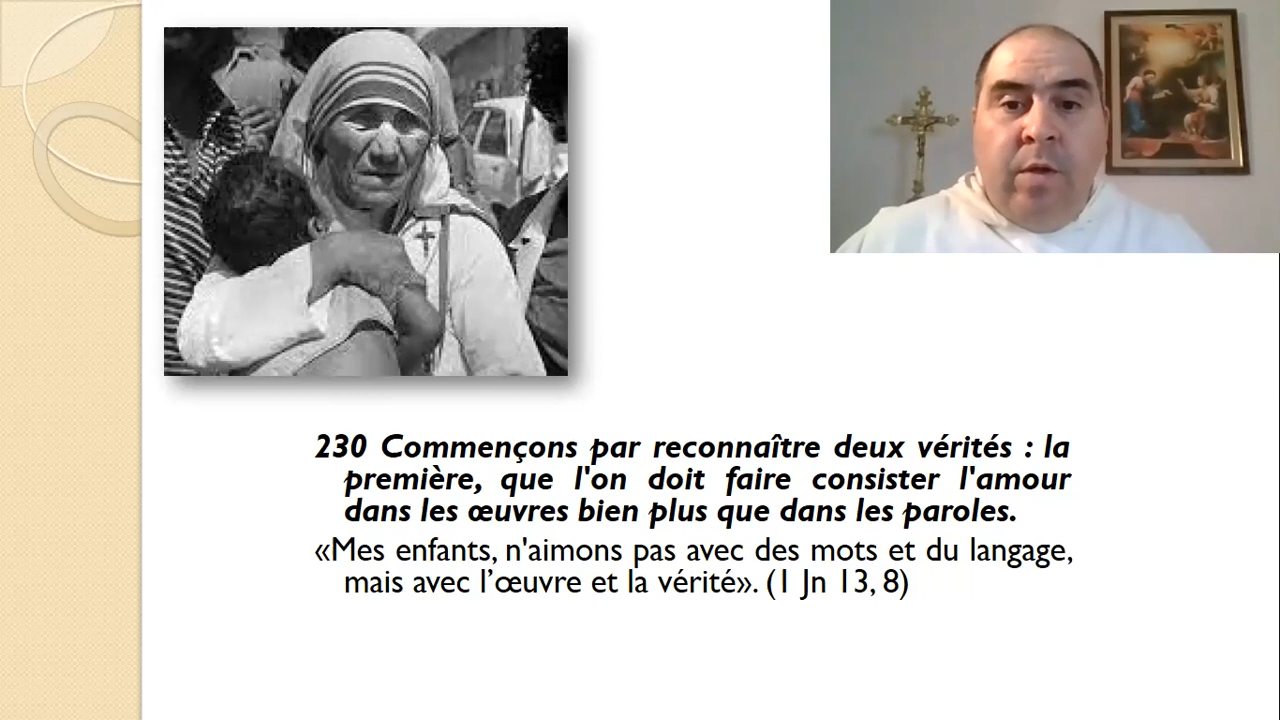 230 Commençons par reconnaître deux vérités : la
première, que l'on doit faire consister l'amour
dans les œuvres bien plus que dans les paroles.
«Mes enfants, n'aimons pas avec des mots et du langage,
mais avec l’œuvre et la vérité». (1 Jn 13, 8)